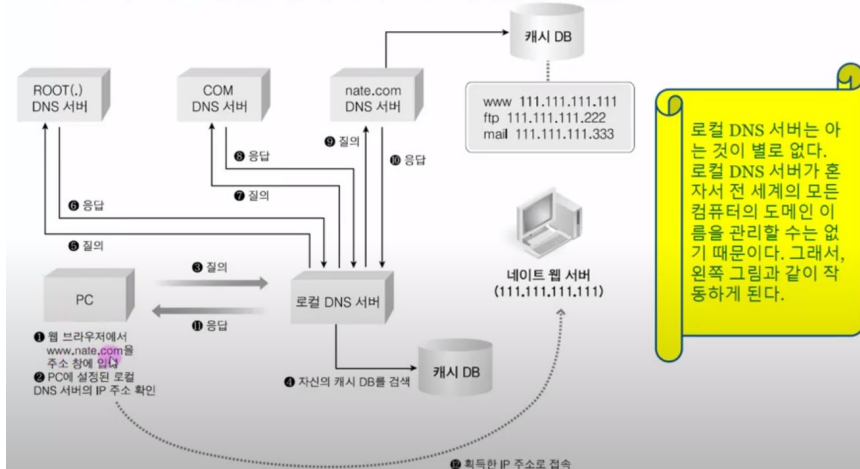 캐시 DB
ROOT(.)
DNS 서버
COM
DNS 서버
nate.com
DNS 서버
www 111.111.111.111
ftp 111.111.111.222
mail 111.111.111.333
❾ 질의
❽ 응답
❿ 응답
❼ 질의
❻ 응답
❺ 질의
❸ 질의
PC
로컬 DNS 서버
⓫ 응답
네이트 웹 서버
(111.111.111.111)
❶ 웹 브라우저에서
www.nate.com을
주소 창에
❷ PC에 설정된 로컬
DNS 서버의 IP 주소 확인
❹ 자신의 캐시 DB를 검색
캐시 DB
⓬ 획득한 IP 주소로 접속
로컬 DNS 서버는 아
는 것이 별로 없다.
로컬 DNS 서버가 혼
자서 전 세계의 모든
컴퓨터의 도메인 이
름을 관리할 수는 없
기 때문이다. 그래서,
왼쪽 그림과 같이 작
동하게 된다.